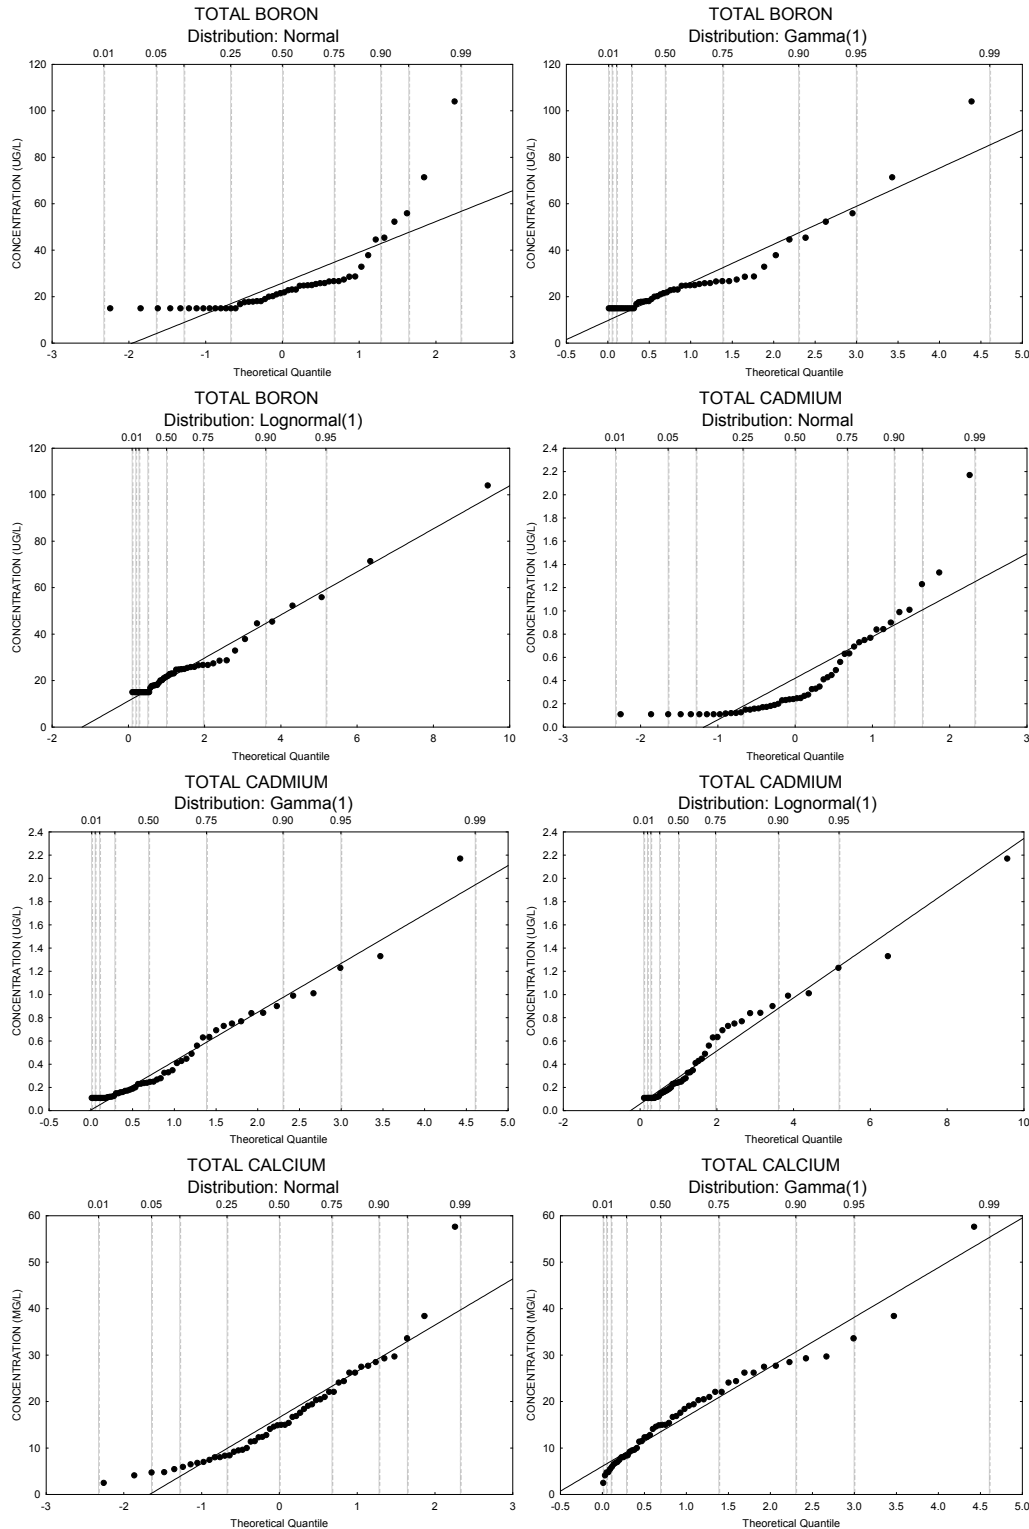 TOTAL BORON
Distribution: Normal
0.01 0.05 0.25 0.50 0.75 0.90 0.99
120
100
80
60
40
20
0
CONCENTRATION (UG/L)
-3 -2 -1 0 1 2 3
Theoretical Quantile
TOTAL BORON
Distribution: Gamma(1)
0.01 0.50 0.75 0.90 0.95 0.99
120
100
80
60
40
20
0
CONCENTRATION (UG/L)
-0.5 0.0 0.5 1.0 1.5 2.0 2.5 3.0 3.5 4.0 4.5 5.0
Theoretical Quantile
TOTAL BORON
Distribution: Lognormal(1)
0.01 0.50 0.75 0.90 0.95
120
100
80
60
40
20
0
CONCENTRATION (UG/L)
-2 0 2 4 6 8 10
Theoretical Quantile
TOTAL CADMIUM
Distribution: Normal
0.01 0.05 0.25 0.50 0.75 0.90 0.99
2.4
2.2
2.0
1.8
1.6
1.4
1.2
1.0
0.8
0.6
0.4
0.2
0.0
CONCENTRATION (UG/L)
-3 -2 -1 0 1 2 3
Theoretical Quantile
TOTAL CADMIUM
Distribution: Gamma(1)
0.01 0.50 0.75 0.90 0.95 0.99
2.4
2.2
2.0
1.8
1.6
1.4
1.2
1.0
0.8
0.6
0.4
0.2
0.0
CONCENTRATION (UG/L)
-0.5 0.0 0.5 1.0 1.5 2.0 2.5 3.0 3.5 4.0 4.5 5.0
Theoretical Quantile
TOTAL CADMIUM
Distribution: Lognormal(1)
0.01 0.50 0.75 0.90 0.95
2.4
2.2
2.0
1.8
1.6
1.4
1.2
1.0
0.8
0.6
0.4
0.2
0.0
CONCENTRATION (UG/L)
-2 0 2 4 6 8 10
Theoretical Quantile
TOTAL CALCIUM
Distribution: Normal
0.01 0.05 0.25 0.50 0.75 0.90 0.99
60
50
40
30
20
10
0
CONCENTRATION (MG/L)
-3 -2 -1 0 1 2 3
Theoretical Quantile
TOTAL CALCIUM
Distribution: Gamma(1)
0.01 0.50 0.75 0.90 0.95 0.99
60
50
40
30
20
10
0
CONCENTRATION (MG/L)
-0.5 0.0 0.5 1.0 1.5 2.0 2.5 3.0 3.5 4.0 4.5 5.0
Theoretical Quantile